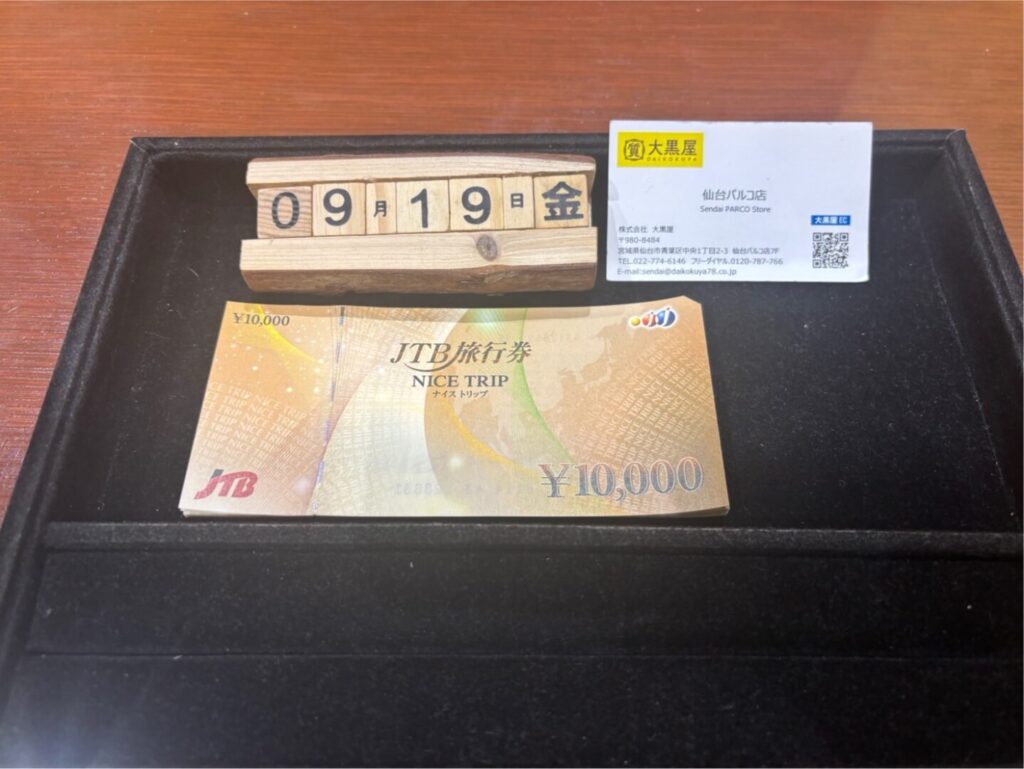 09月19日金
質 大黒屋
DAIKOKUYA
仙台パルコ店
Sendai PARCO Store
大黒屋 EC
株式会社 大黒屋
〒980-8484
宮城県仙台市青葉区中央1丁目2-3 仙台パルコ店7F
TEL.022-774-6146 フリーダイヤル.0120-787-766
E-mail:sendai@daikokuya78.co.jp
¥10,000
JTB旅行券
NICE TRIP
ナイストリップ
JTB
¥10,000